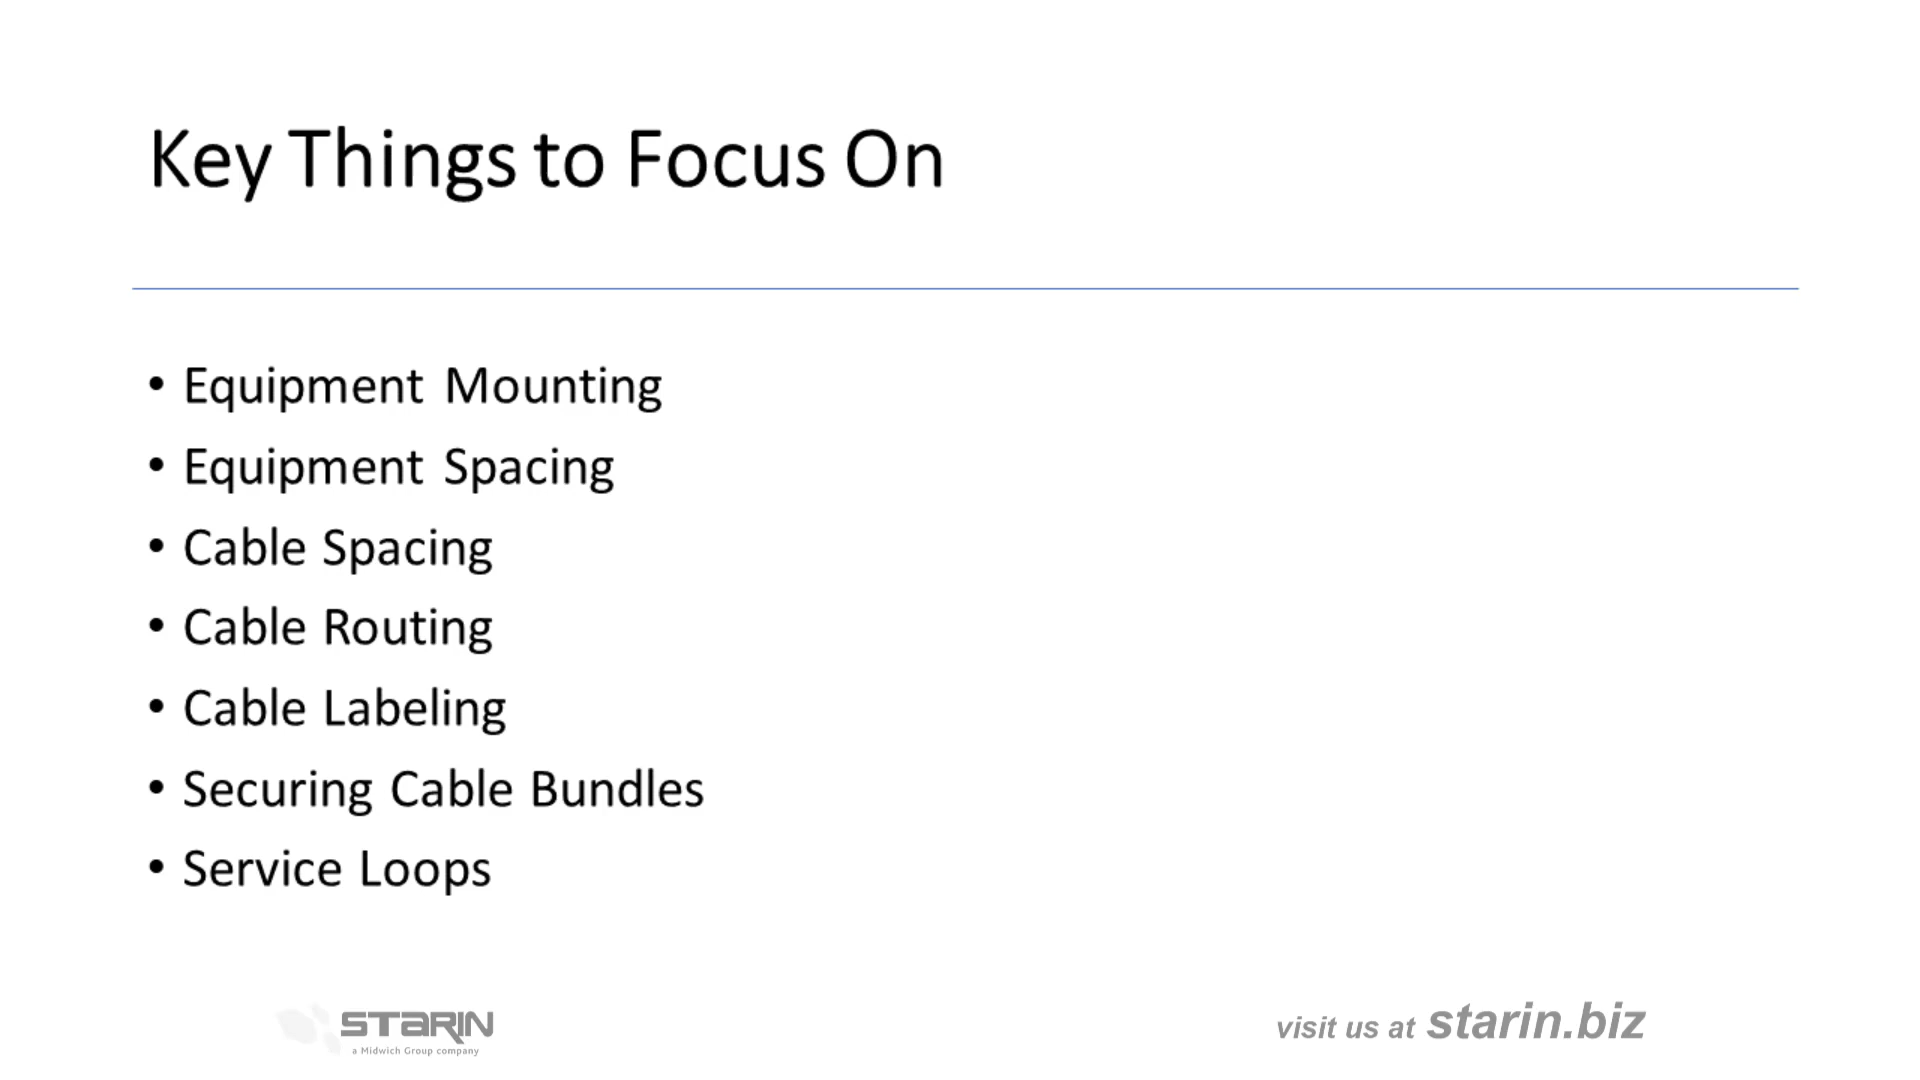 Key Things to Focus On
• Equipment Mounting
• Equipment Spacing
• Cable Spacing
• Cable Routing
• Cable Labeling
• Securing Cable Bundles
• Service Loops
STARIN
a Midwich Group company
visit us at starin.biz